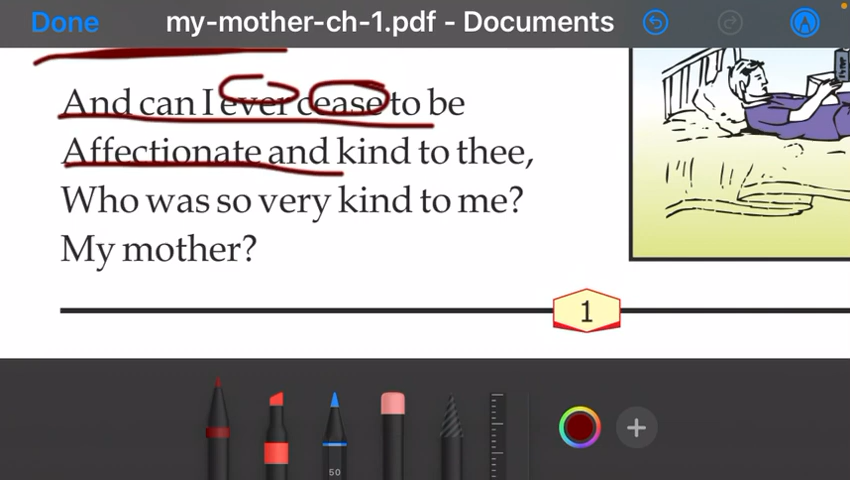 Done my-mother-ch-1.pdf - Documents
And can I ever cease to be
Affectionate and kind to thee,
Who was so very kind to me?
My mother?
1
50